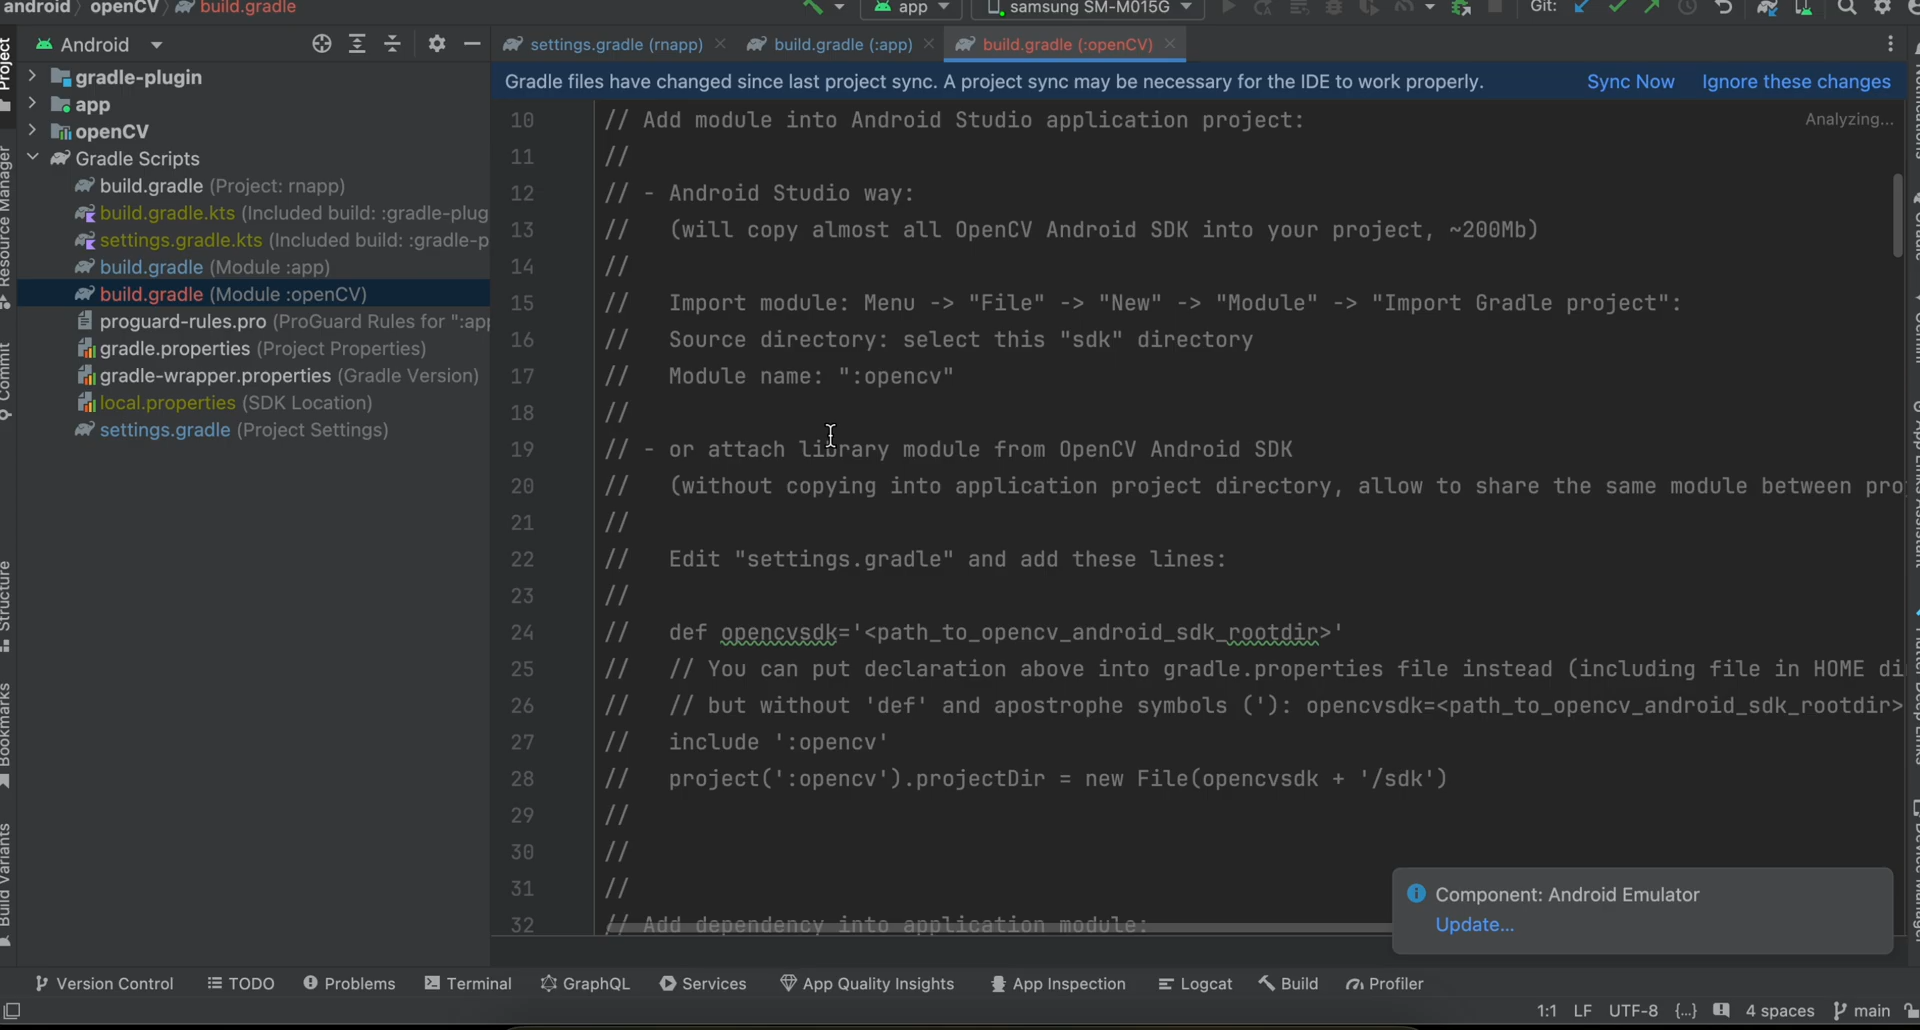 android openCV build.gradle
app samsung SM-M015G Git:
Project
Android
settings.gradle (rnapp) build.gradle (:app) build.gradle (:openCV)
Gradle files have changed since last project sync. A project sync may be necessary for the IDE to work properly. Sync Now Ignore these changes
gradle-plugin
app
openCV
Gradle Scripts
build.gradle (Project: rnapp)
build.gradle.kts (Included build: :gradle-plug
settings.gradle.kts (Included build: :gradle-p
build.gradle (Module :app)
build.gradle (Module :openCV)
proguard-rules.pro (ProGuard Rules for ":app
gradle.properties (Project Properties)
gradle-wrapper.properties (Gradle Version)
local.properties (SDK Location)
settings.gradle (Project Settings)
Resource Manager
Commit
Structure
Bookmarks
Build Variants
Analyzing...
10 // Add module into Android Studio application project:
11 //
12 // - Android Studio way:
13 // (will copy almost all OpenCV Android SDK into your project, ~200Mb)
14 //
15 // Import module: Menu -> "File" -> "New" -> "Module" -> "Import Gradle project":
16 // Source directory: select this "sdk" directory
17 // Module name: ":opencv"
18 //
19 // - or attach library module from OpenCV Android SDK
20 // (without copying into application project directory, allow to share the same module between pro
21 //
22 // Edit "settings.gradle" and add these lines:
23 //
24 // def opencvsdk='<path_to_opencv_android_sdk_rootdir>'
25 // // You can put declaration above into gradle.properties file instead (including file in HOME di
26 // // but without 'def' and apostrophe symbols ('): opencvsdk=<path_to_opencv_android_sdk_rootdir>
27 // include ':opencv'
28 // project(':opencv').projectDir = new File(opencvsdk + '/sdk')
29 //
30 //
31 //
32 // Add dependency into application module:
Component: Android Emulator
Update...
Version Control TODO Problems Terminal GraphQL Services App Quality Insights App Inspection Logcat Build Profiler
1:1 LF UTF-8 {..} 4 spaces main